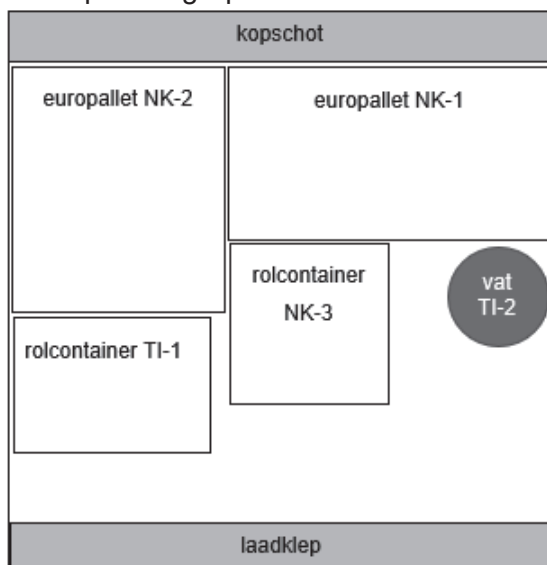 kopschot
europallet NK-2
europallet NK-1
rolcontainer
NK-3
vat
TI-2
rolcontainer TI-1
laadklep